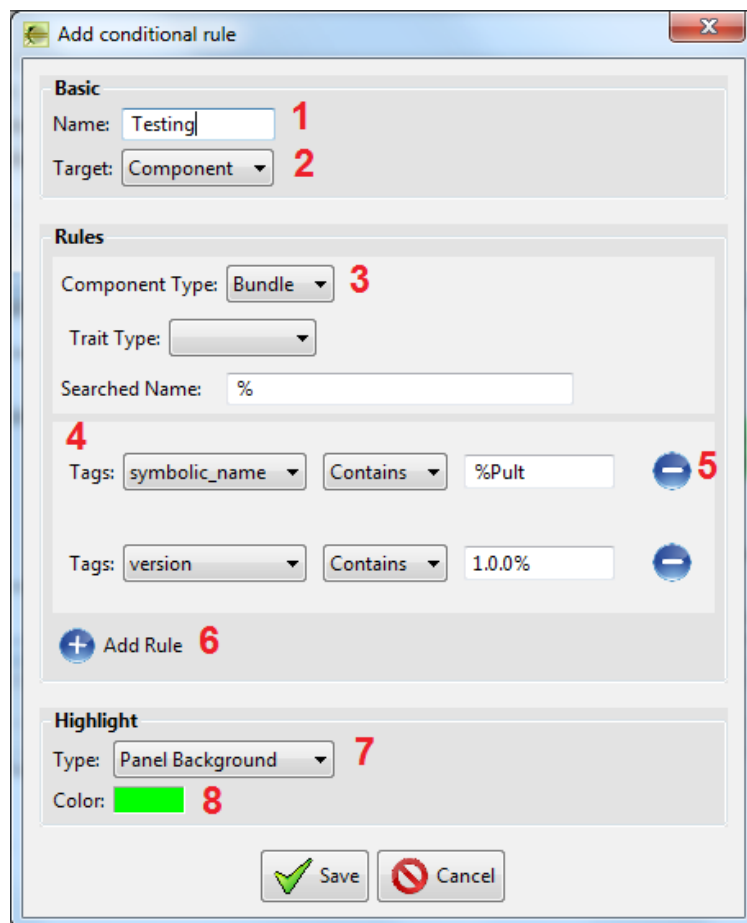 Add conditional rule
Basic
Name: Testing 1
Target: Component 2
Rules
Component Type: Bundle 3
Trait Type:
Searched Name: %
4
Tags: symbolic_name Contains %Pult 5
Tags: version Contains 1.0.0%
Add Rule 6
Highlight
Type: Panel Background 7
Color: 8
Save Cancel